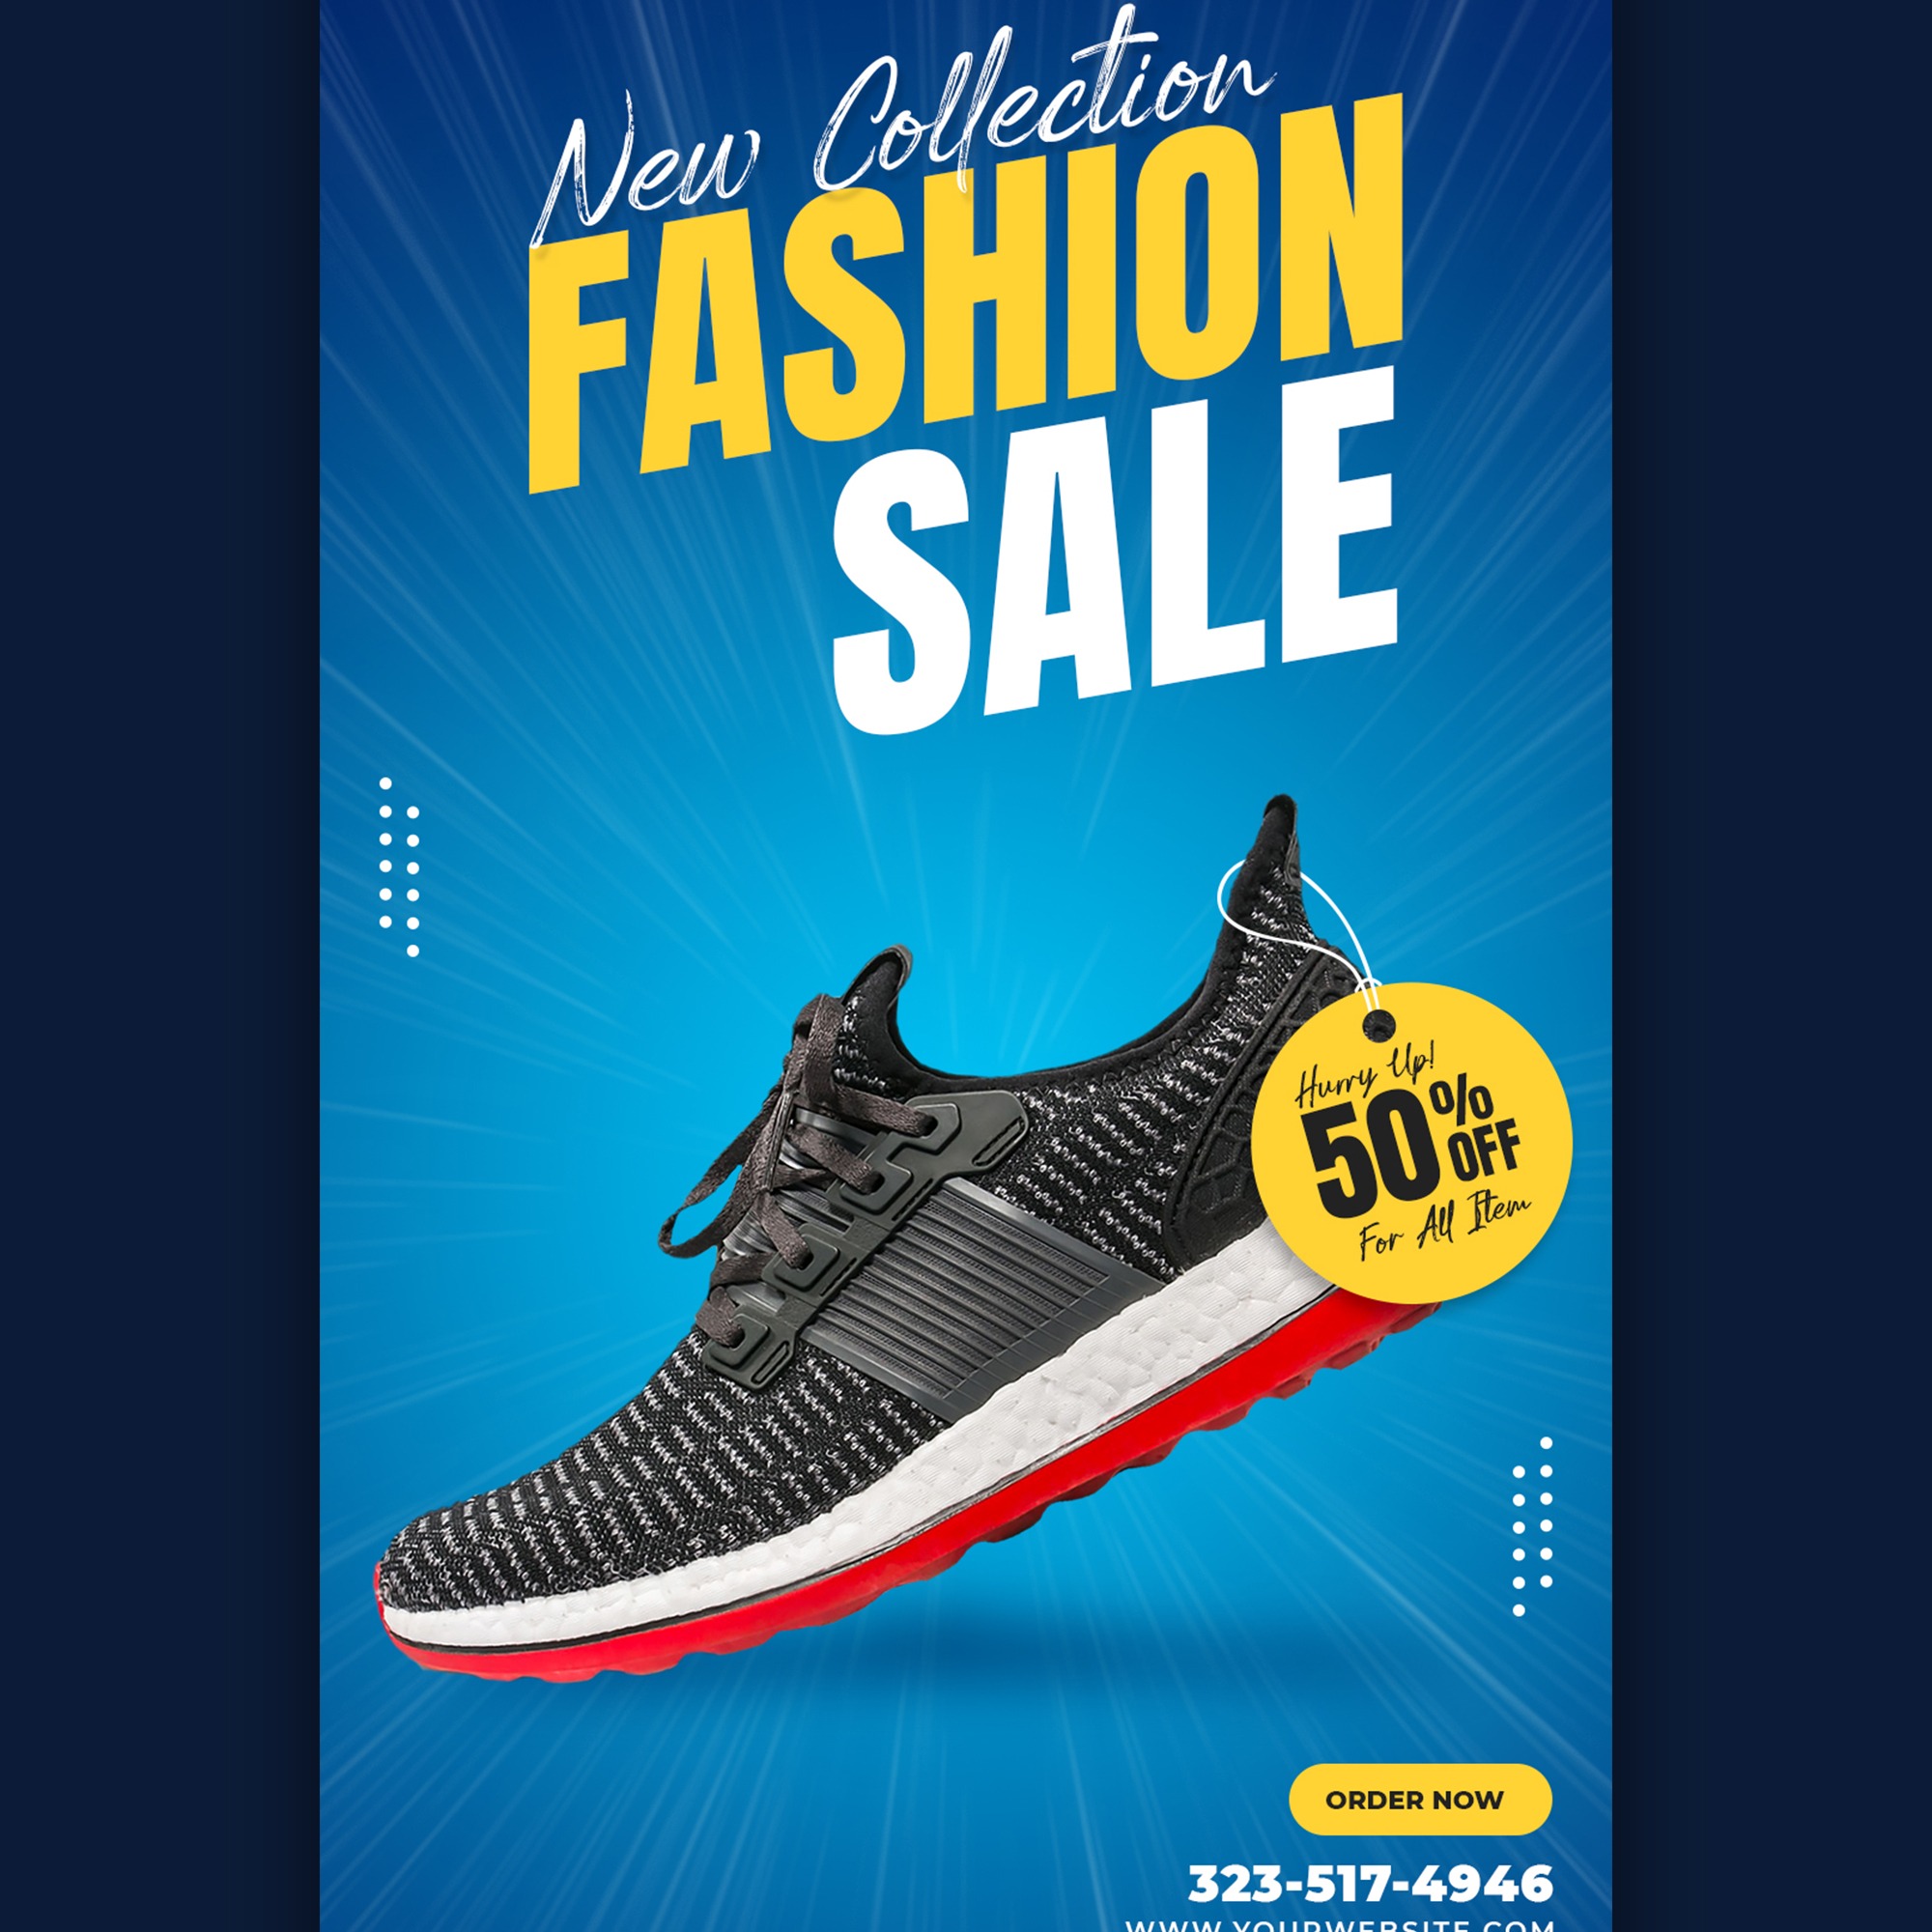 New Collection
FASHION
SALE
Hurry Up!
50% OFF
For All Item
ORDER NOW
323-517-4946
WWW.YOURWEBSITE.COM